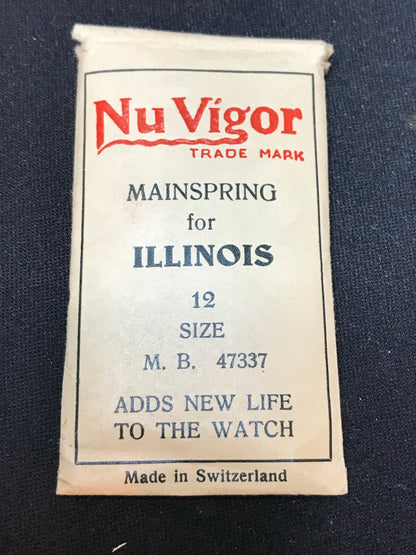 Nu Vigor
TRADE MARK
MAINSPRING
for
ILLINOIS
12
SIZE
M. B. 47337
ADDS NEW LIFE
TO THE WATCH
Made in Switzerland